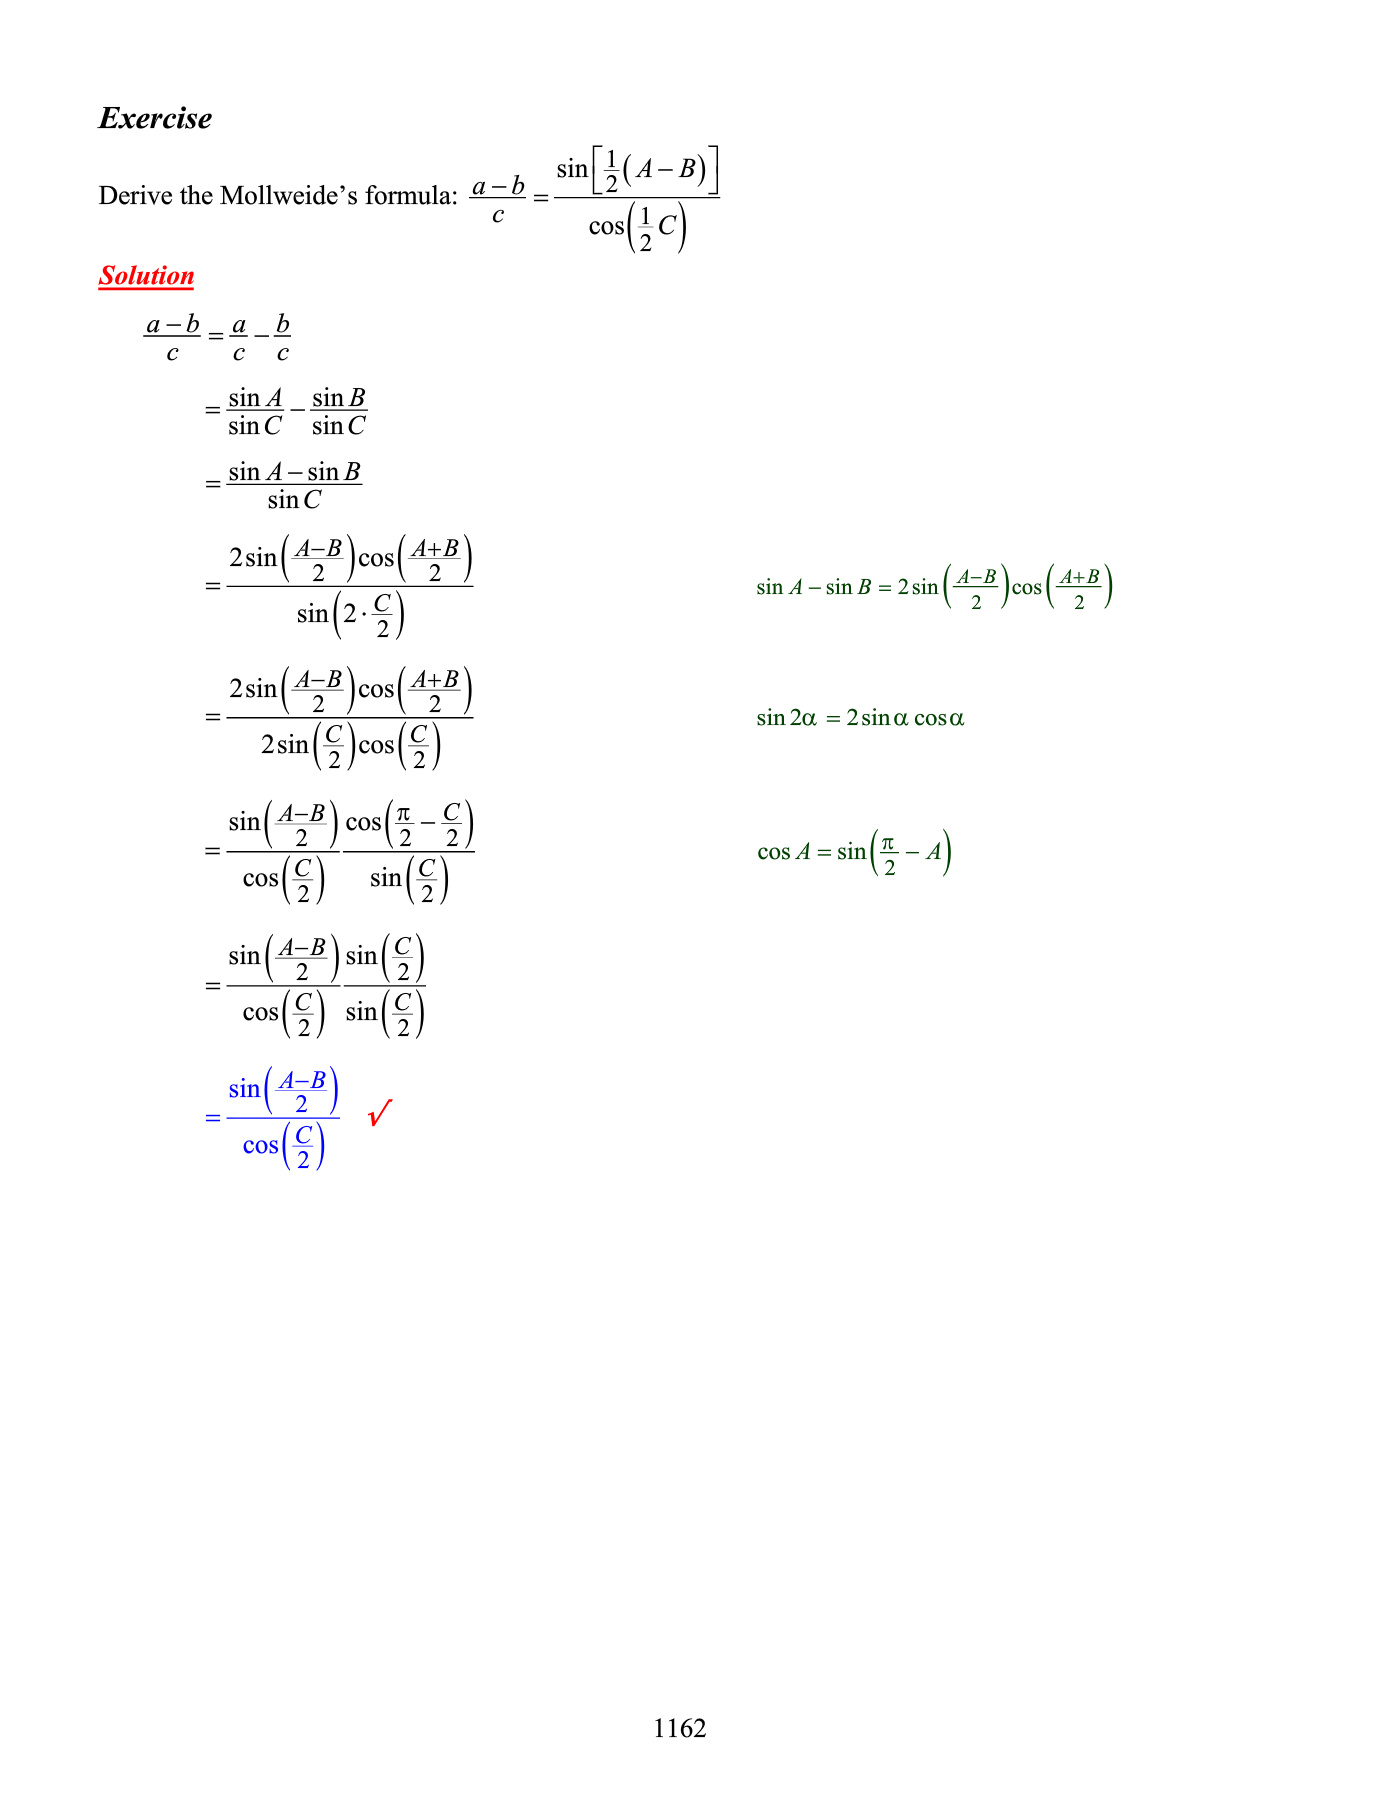 Exercise
Derive the Mollweide’s formula: \frac{a-b}{c} = \frac{\sin\left[\frac{1}{2}(A-B)\right]}{\cos\left(\frac{1}{2}C\right)}
Solution
\frac{a-b}{c} = \frac{a}{c} - \frac{b}{c}
= \frac{\sin A}{\sin C} - \frac{\sin B}{\sin C}
= \frac{\sin A - \sin B}{\sin C}
= \frac{2\sin\left(\frac{A-B}{2}\right)\cos\left(\frac{A+B}{2}\right)}{\sin\left(2\cdot\frac{C}{2}\right)} \sin A - \sin B = 2\sin\left(\frac{A-B}{2}\right)\cos\left(\frac{A+B}{2}\right)
= \frac{2\sin\left(\frac{A-B}{2}\right)\cos\left(\frac{A+B}{2}\right)}{2\sin\left(\frac{C}{2}\right)\cos\left(\frac{C}{2}\right)} \sin 2α = 2\sin α \cos α
= \frac{\sin\left(\frac{A-B}{2}\right)}{\cos\left(\frac{C}{2}\right)} \frac{\cos\left(\frac{π}{2}-\frac{C}{2}\right)}{\sin\left(\frac{C}{2}\right)} \cos A = \sin\left(\frac{π}{2} - A\right)
= \frac{\sin\left(\frac{A-B}{2}\right)}{\cos\left(\frac{C}{2}\right)} \frac{\sin\left(\frac{C}{2}\right)}{\sin\left(\frac{C}{2}\right)}
= \frac{\sin\left(\frac{A-B}{2}\right)}{\cos\left(\frac{C}{2}\right)} √
1162